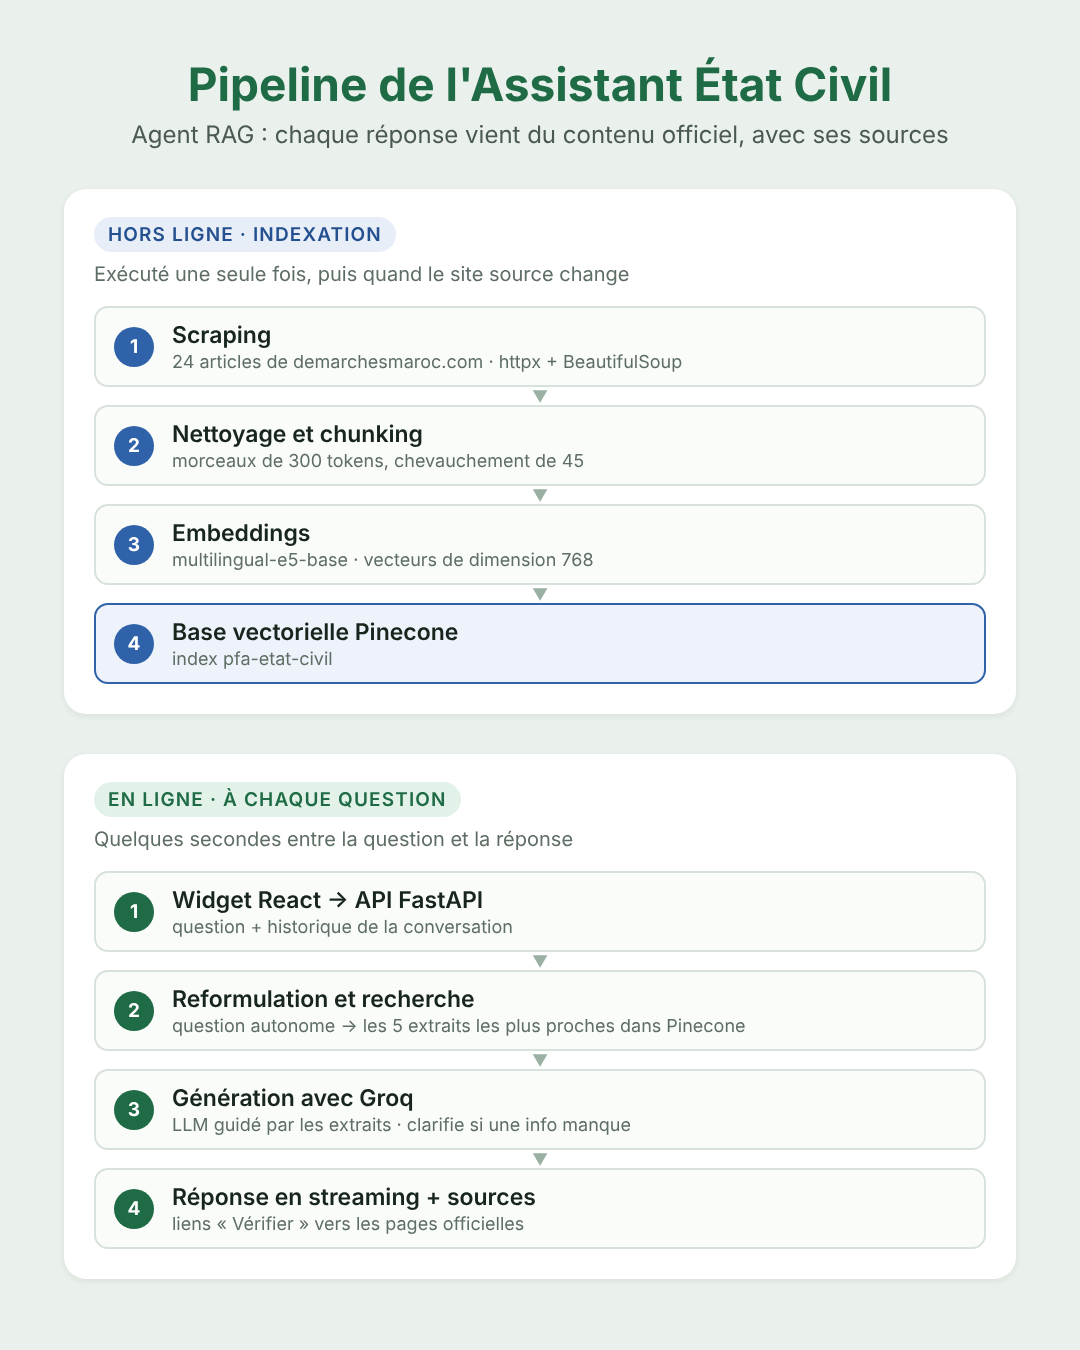 Pipeline de l'Assistant État Civil
Agent RAG : chaque réponse vient du contenu officiel, avec ses sources
HORS LIGNE · INDEXATION
Exécuté une seule fois, puis quand le site source change
1
Scraping
24 articles de demarchesmaroc.com · httpx + BeautifulSoup
2
Nettoyage et chunking
morceaux de 300 tokens, chevauchement de 45
3
Embeddings
multilingual-e5-base · vecteurs de dimension 768
4
Base vectorielle Pinecone
index pfa-etat-civil
EN LIGNE · À CHAQUE QUESTION
Quelques secondes entre la question et la réponse
1
Widget React → API FastAPI
question + historique de la conversation
2
Reformulation et recherche
question autonome → les 5 extraits les plus proches dans Pinecone
3
Génération avec Groq
LLM guidé par les extraits · clarifie si une info manque
4
Réponse en streaming + sources
liens « Vérifier » vers les pages officielles